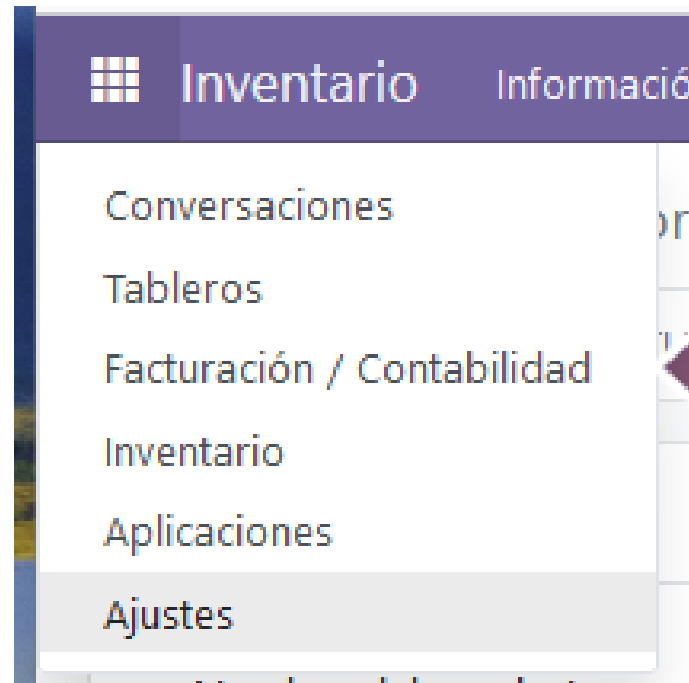 Inventario Informació
Conversaciones
Tableros
Facturación / Contabilidad
Inventario
Aplicaciones
Ajustes